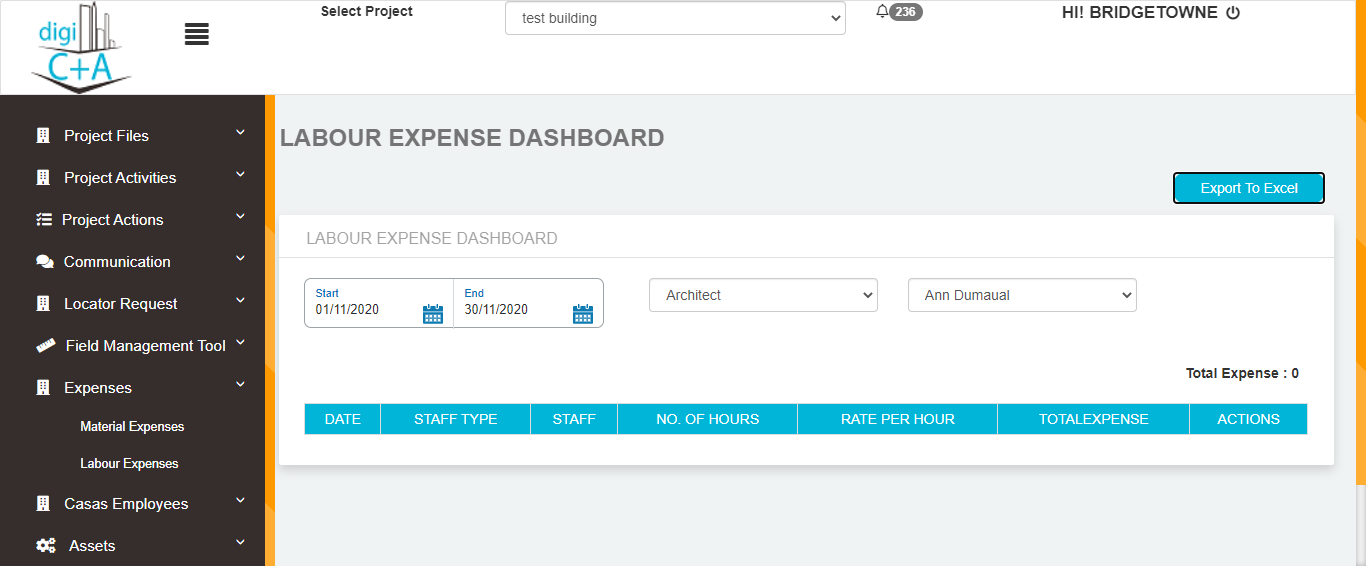 digi
C+A
Select Project
test building
236
HI! BRIDGETOWNE
Project Files
Project Activities
Project Actions
Communication
Locator Request
Field Management Tool
Expenses
Material Expenses
Labour Expenses
Casas Employees
Assets
LABOUR EXPENSE DASHBOARD
Export To Excel
LABOUR EXPENSE DASHBOARD
Start
01/11/2020
End
30/11/2020
Architect
Ann Dumaual
Total Expense : 0
DATE STAFF TYPE STAFF NO. OF HOURS RATE PER HOUR TOTALEXPENSE ACTIONS